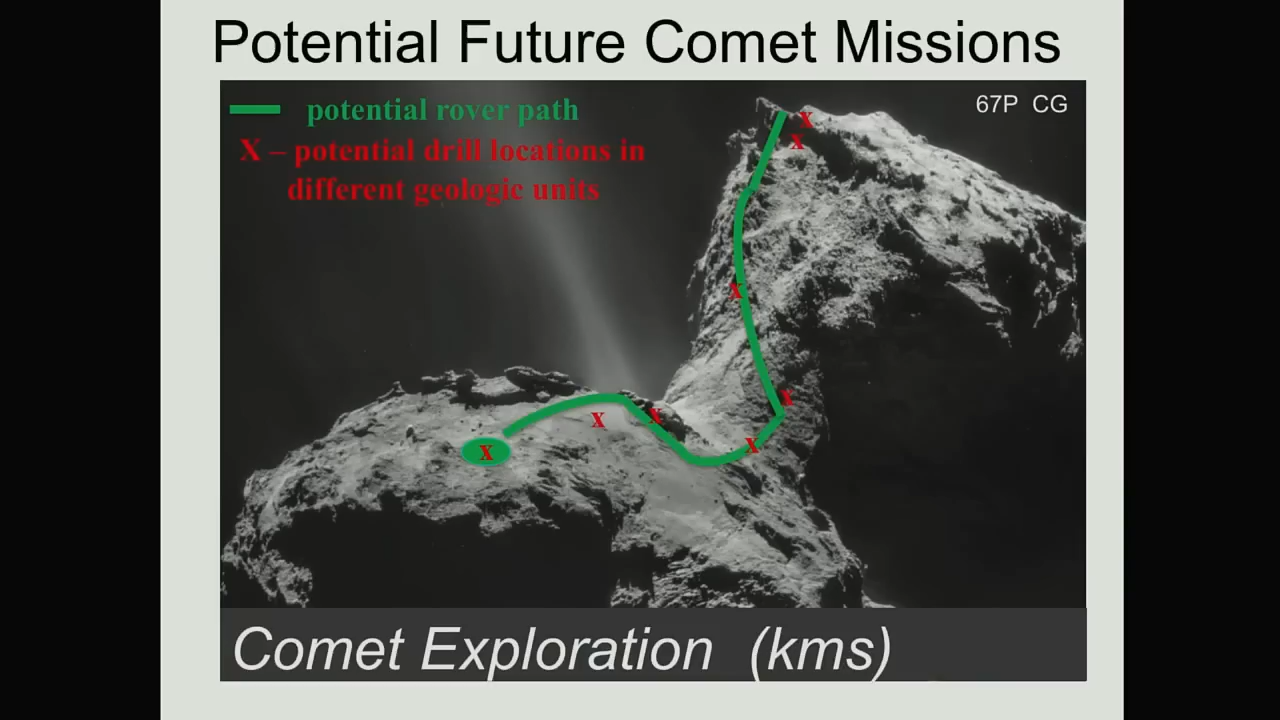 Potential Future Comet Missions
potential rover path
67P CG
X – potential drill locations in
different geologic units
X
X
X
X
X
X
X
X
Comet Exploration (kms)